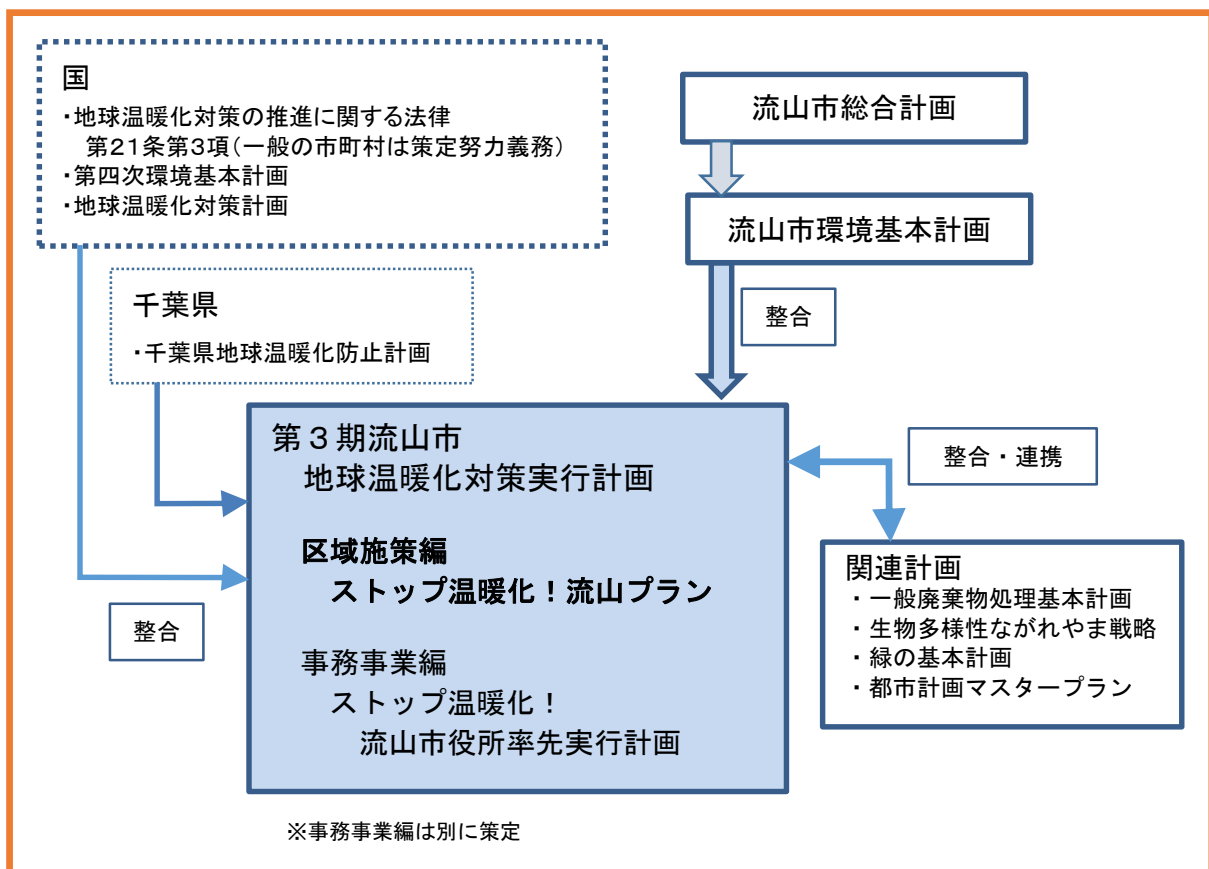 国
・地球温暖化対策の推進に関する法律
第21条第3項(一般の市町村は策定努力義務)
・第四次環境基本計画
・地球温暖化対策計画
千葉県
・千葉県地球温暖化防止計画
流山市総合計画
流山市環境基本計画
整合
第3期流山市
地球温暖化対策実行計画
区域施策編
ストップ温暖化!流山プラン
事務事業編
ストップ温暖化!
流山市役所率先実行計画
整合
整合・連携
関連計画
・一般廃棄物処理基本計画
・生物多様性ながれやま戦略
・緑の基本計画
・都市計画マスタープラン
※事務事業編は別に策定